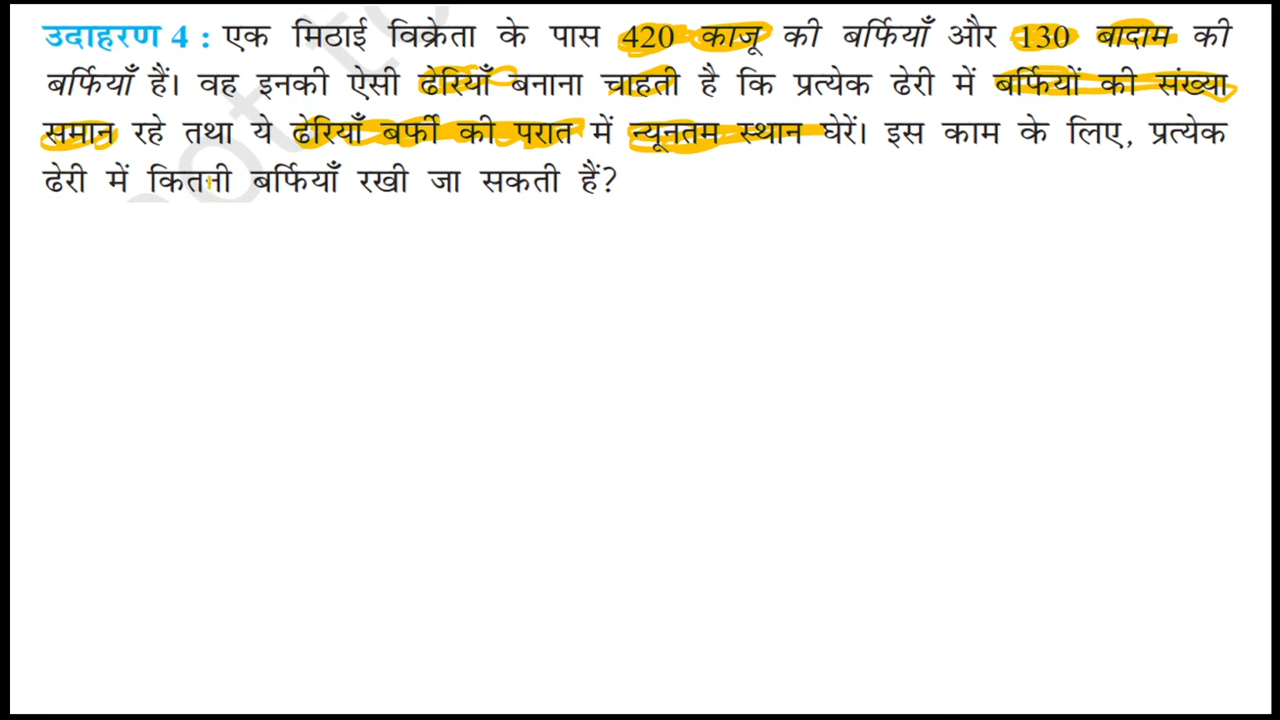 उदाहरण 4 : एक मिठाई विक्रेता के पास 420 काजू की बर्फियाँ और 130 बादाम की
बर्फियाँ हैं। वह इनकी ऐसी ढेरियाँ बनाना चाहती है कि प्रत्येक ढेरी में बर्फियों की संख्या
समान रहे तथा ये ढेरियाँ बर्फी की परात में न्यूनतम स्थान घेरें। इस काम के लिए, प्रत्येक
ढेरी में कितनी बर्फियाँ रखी जा सकती हैं?